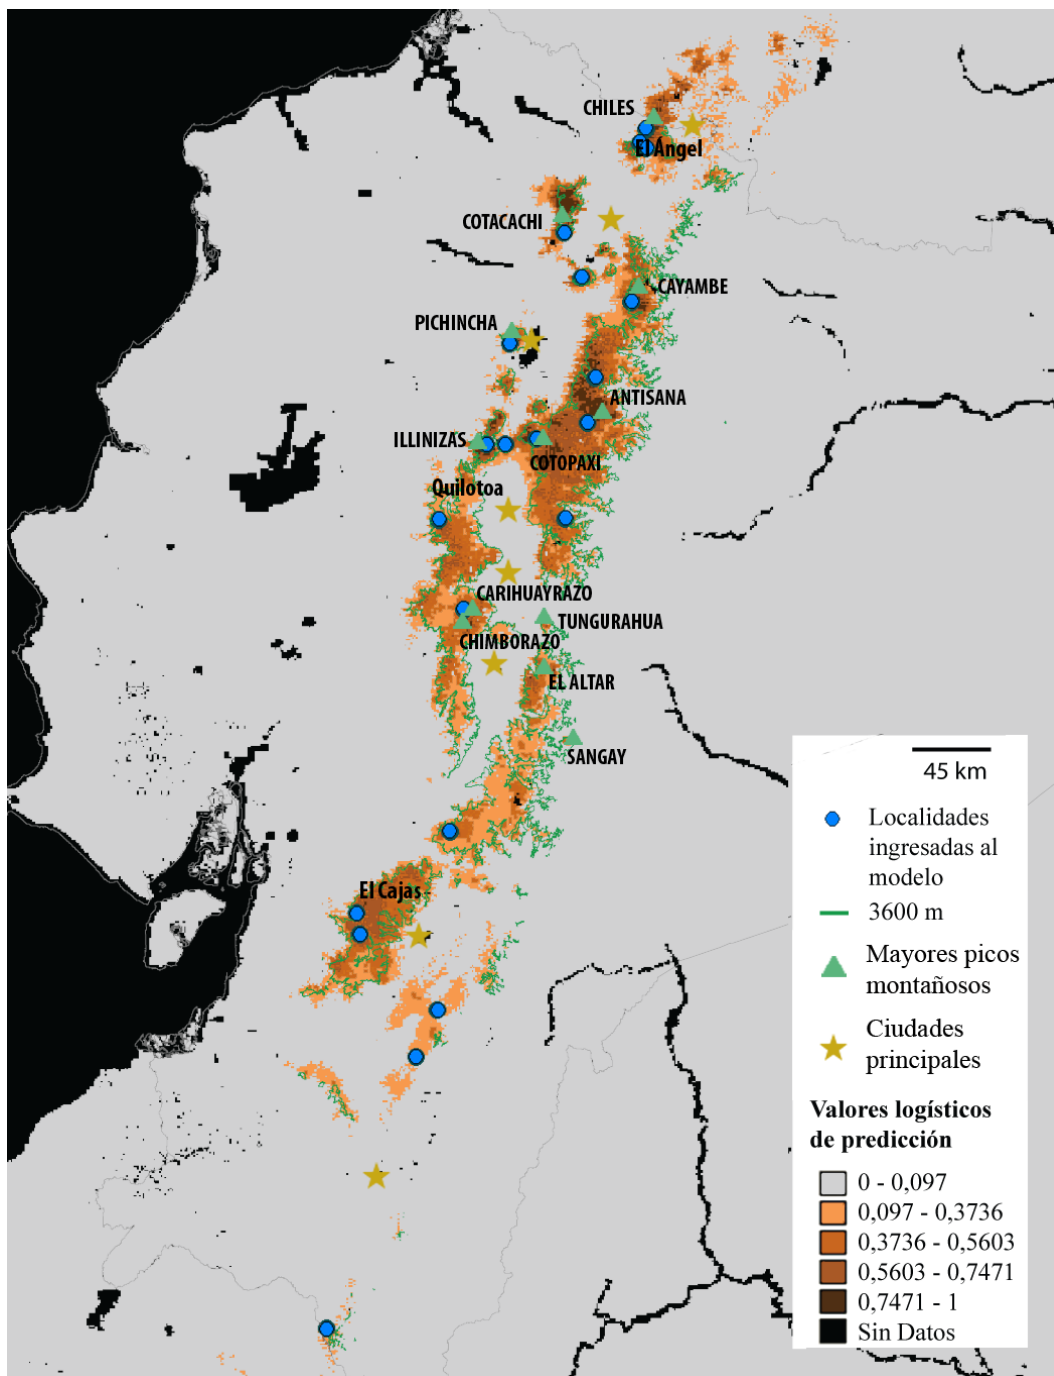 CHILES
El Ángel
COTACACHI
CAYAMBE
PICHINCHA
ANTISANA
ILLINIZAS
COTOPAXI
Quilotoa
CARIHUAYRAZO
TUNGURAHUA
CHIMBORAZO
EL ALTAR
SANGAY
El Cajas
45 km
Localidades
ingresadas al
modelo
3600 m
Mayores picos
montañosos
Ciudades
principales
Valores logísticos
de predicción
0 - 0,097
0,097 - 0,3736
0,3736 - 0,5603
0,5603 - 0,7471
0,7471 - 1
Sin Datos